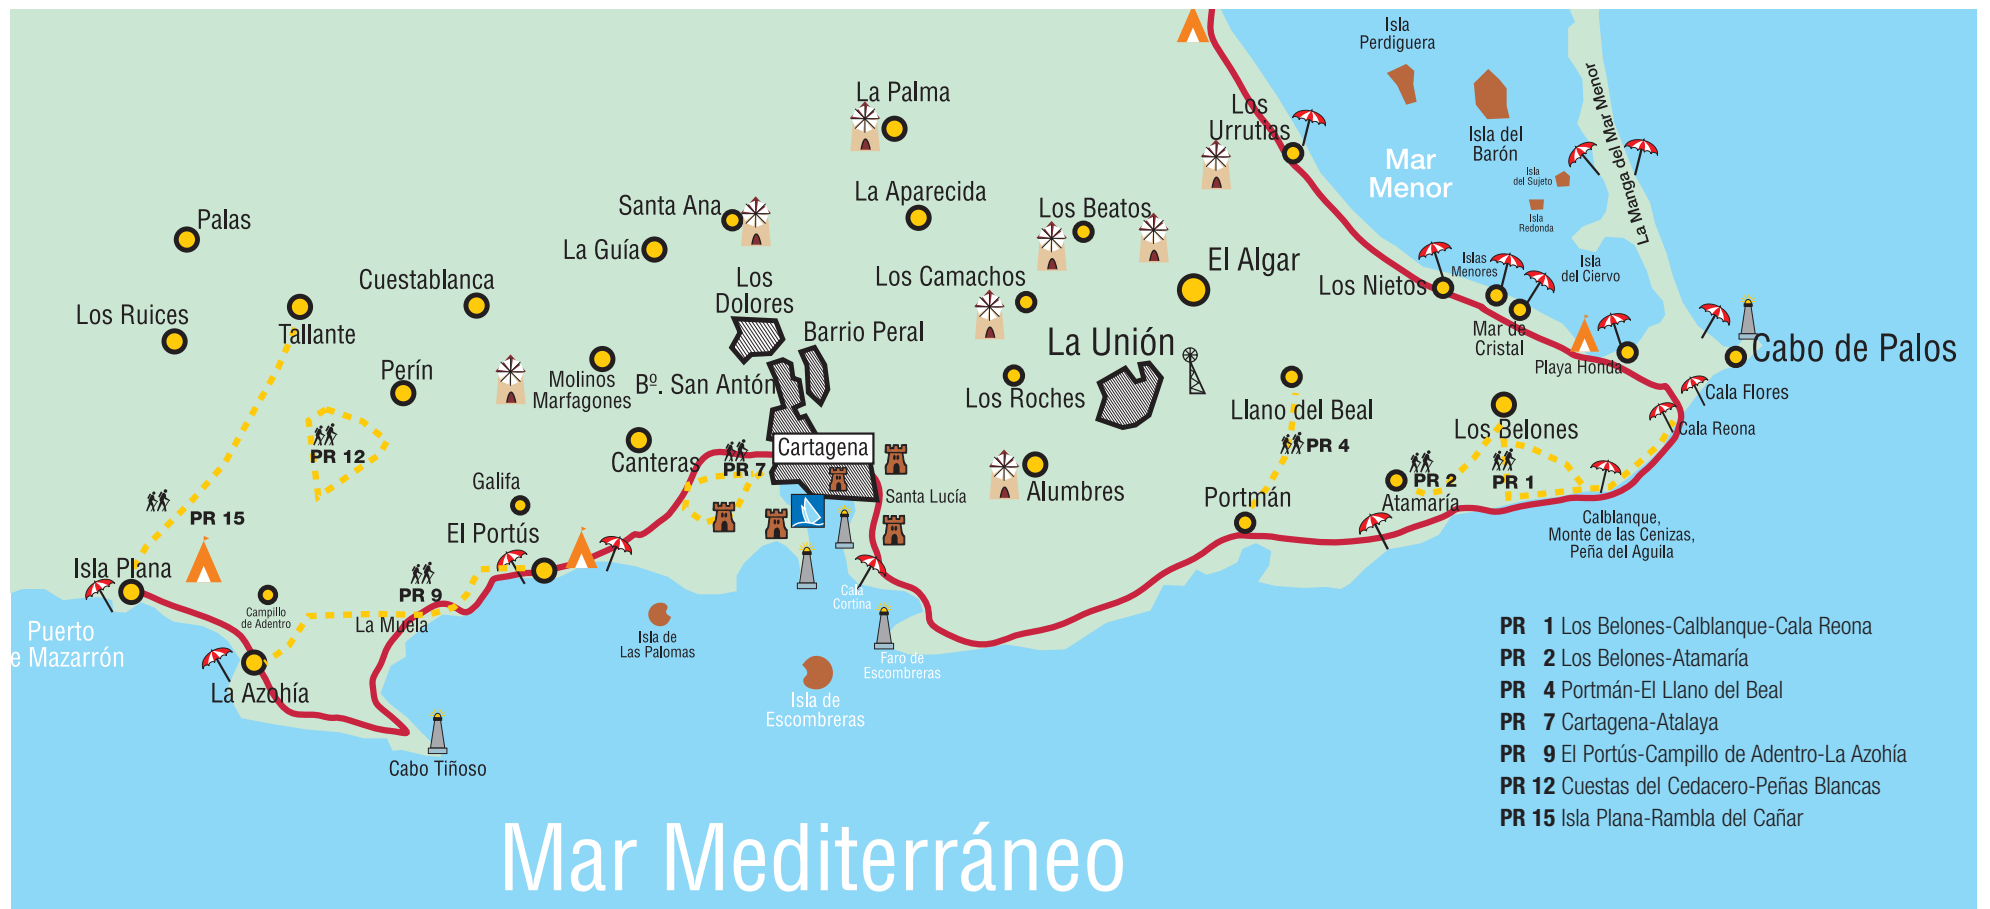 Isla
Perdiguera
La Palma
Los
Urrutias
Isla del
Barón
La Manga del Mar Menor
Mar
Menor
Isla
del Sujeto
Isla
Redonda
Palas
Santa Ana
La Aparecida
Los Beatos
La Guía
El Algar
Islas
Menores
Isla
del Ciervo
Cuestablanca
Los
Dolores
Los Camachos
Los Nietos
Los Ruices
Tallante
Barrio Peral
La Unión
Mar de
Cristal
Cabo de Palos
Playa Honda
Perín
Molinos
Marfagones
Bº. San Antón
Los Roches
Llano del Beal
Cala Flores
Cala Reona
Los Belones
PR 12
Canteras
PR 7
Cartagena
PR 4
Galifa
Santa Lucía
Alumbres
Portmán
Atamaría
PR 2
PR 1
PR 15
El Portús
Calblanque,
Monte de las Cenizas,
Peña del Aguila
Isla Plana
PR 9
Campillo
de Adentro
La Muela
Cala
Cortina
Puerto
e Mazarrón
Isla de
Las Palomas
Faro de
Escombreras
La Azohía
Isla de
Escombreras
Cabo Tiñoso
Mar Mediterráneo
PR 1 Los Belones-Calblanque-Cala Reona
PR 2 Los Belones-Atamaría
PR 4 Portmán-El Llano del Beal
PR 7 Cartagena-Atalaya
PR 9 El Portús-Campillo de Adentro-La Azohía
PR 12 Cuestas del Cedacero-Peñas Blancas
PR 15 Isla Plana-Rambla del Cañar